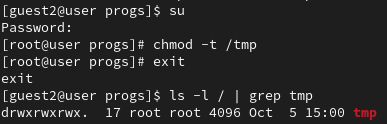 [guest2@user progs]$ su
Password:
[root@user progs]# chmod -t /tmp
[root@user progs]# exit
exit
[guest2@user progs]$ ls -l / | grep tmp
drwxrwxrwx.  17 root root 4096 Oct  5 15:00 tmp